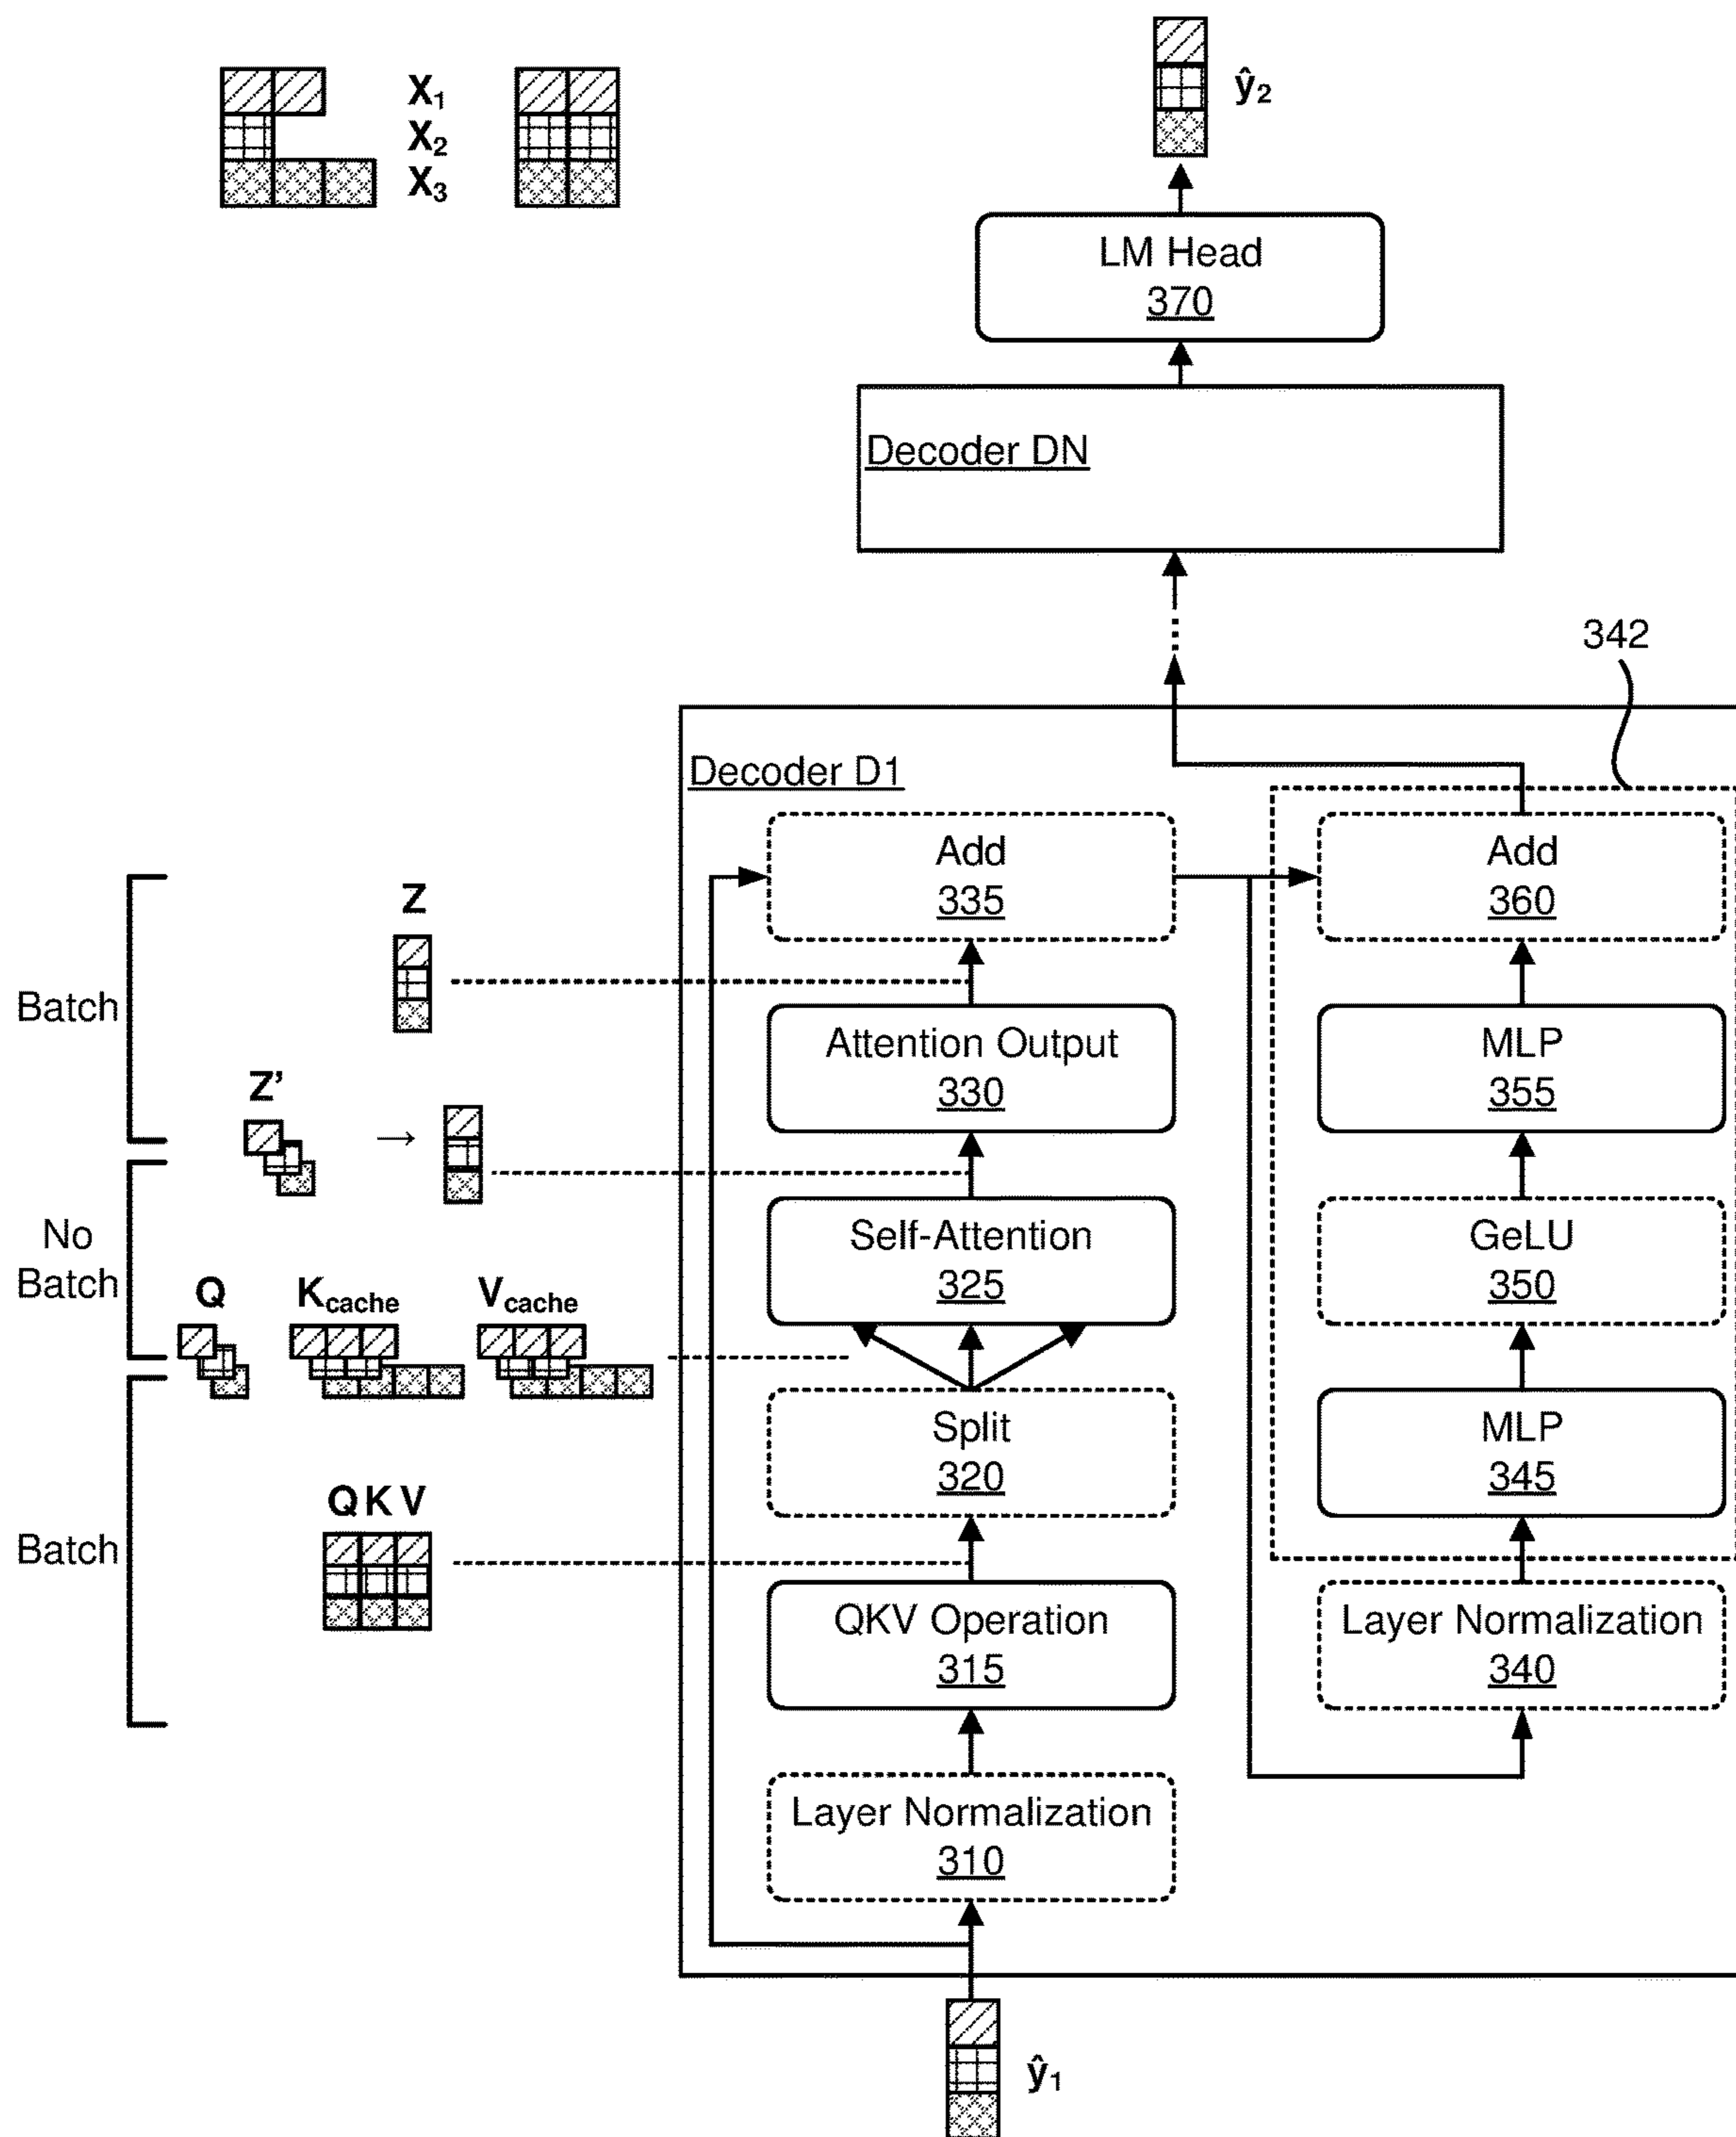 ŷ₂
X₁
X₂
X₃
LM Head
370
Decoder DN
342
Decoder D1
Add
335
Add
360
Z
Batch
Attention Output
330
MLP
355
Z’
→
No
Batch
Self-Attention
325
GeLU
350
Q
Kcache
Vcache
Split
320
MLP
345
Q K V
Batch
QKV Operation
315
Layer Normalization
340
Layer Normalization
310
ŷ₁